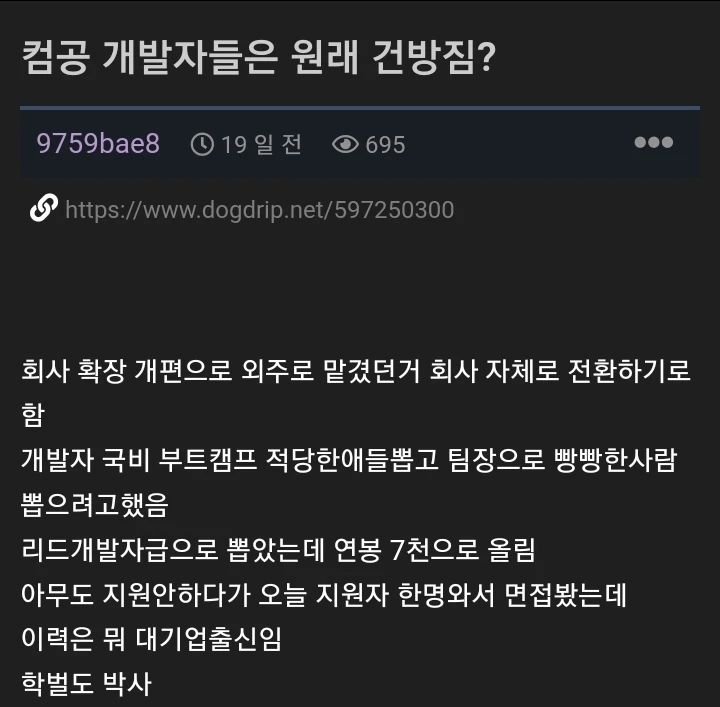 컴공 개발자들은 원래 건방짐?
9759bae8 19 일 전 695
https://www.dogdrip.net/597250300
회사 확장 개편으로 외주로 맡겼던거 회사 자체로 전환하기로
함
개발자 국비 부트캠프 적당한애들뽑고 팀장으로 빵빵한사람
뽑으려고했음
리드개발자급으로 뽑았는데 연봉 7천으로 올림
아무도 지원안하다가 오늘 지원자 한명와서 면접봤는데
이력은 뭐 대기업출신임
학벌도 박사